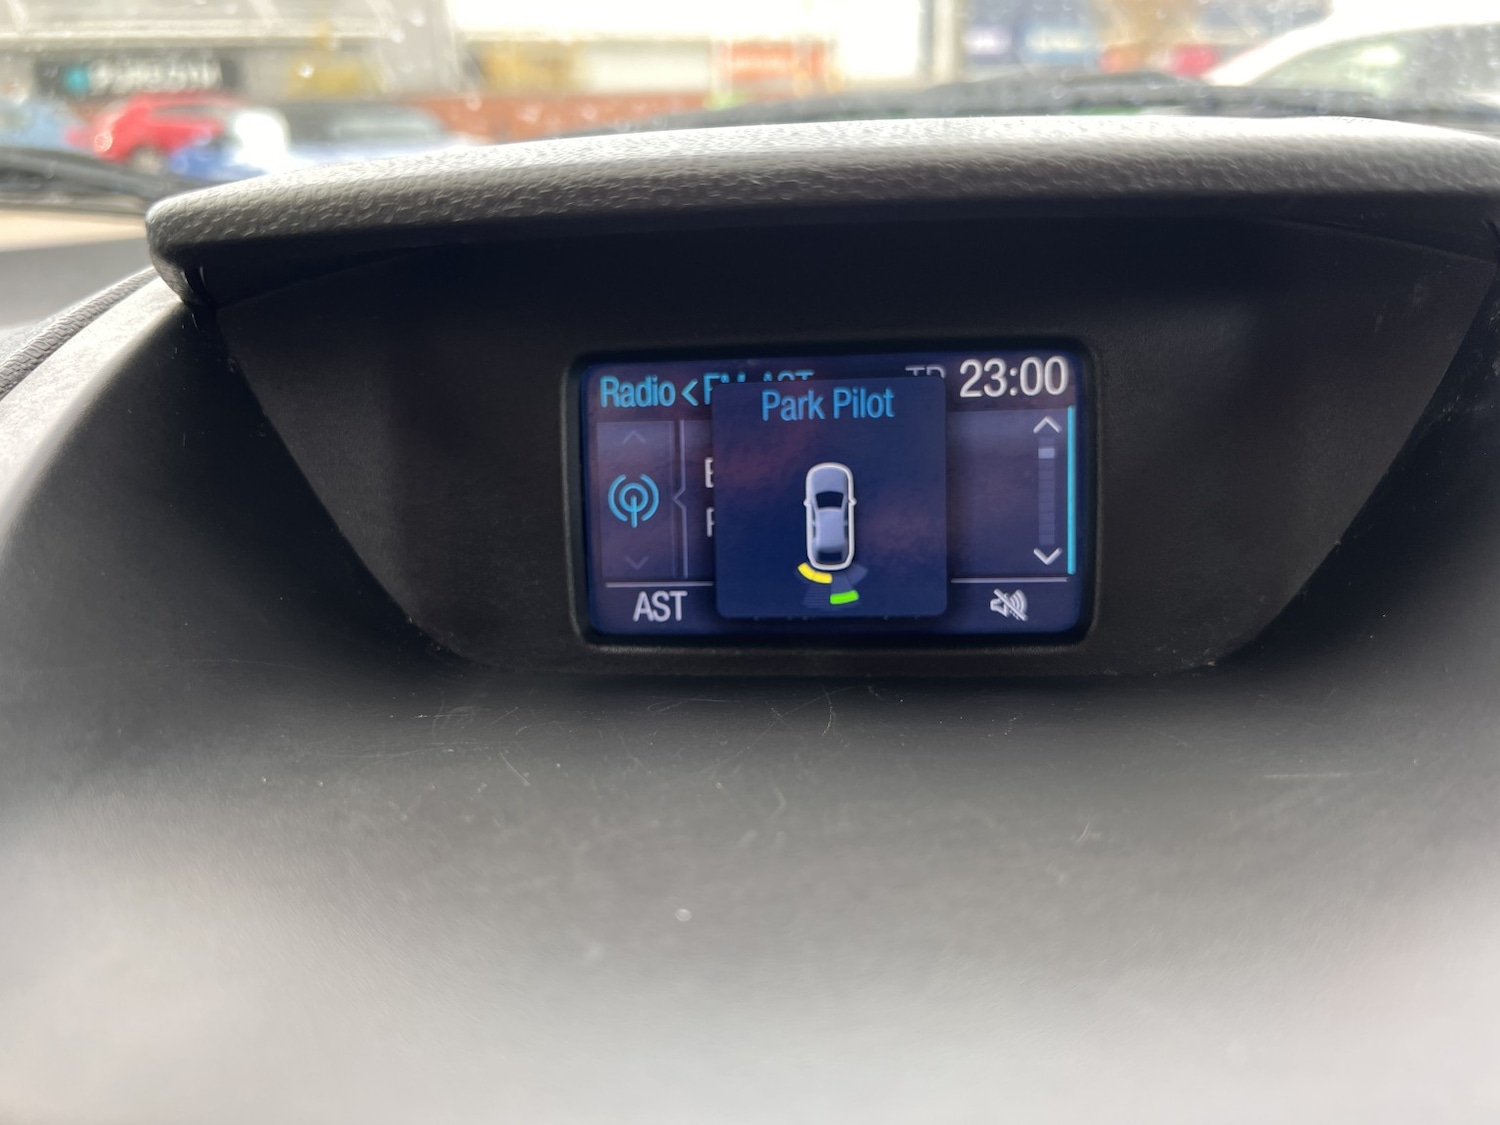 Radio <
23:00
Park Pilot
AST